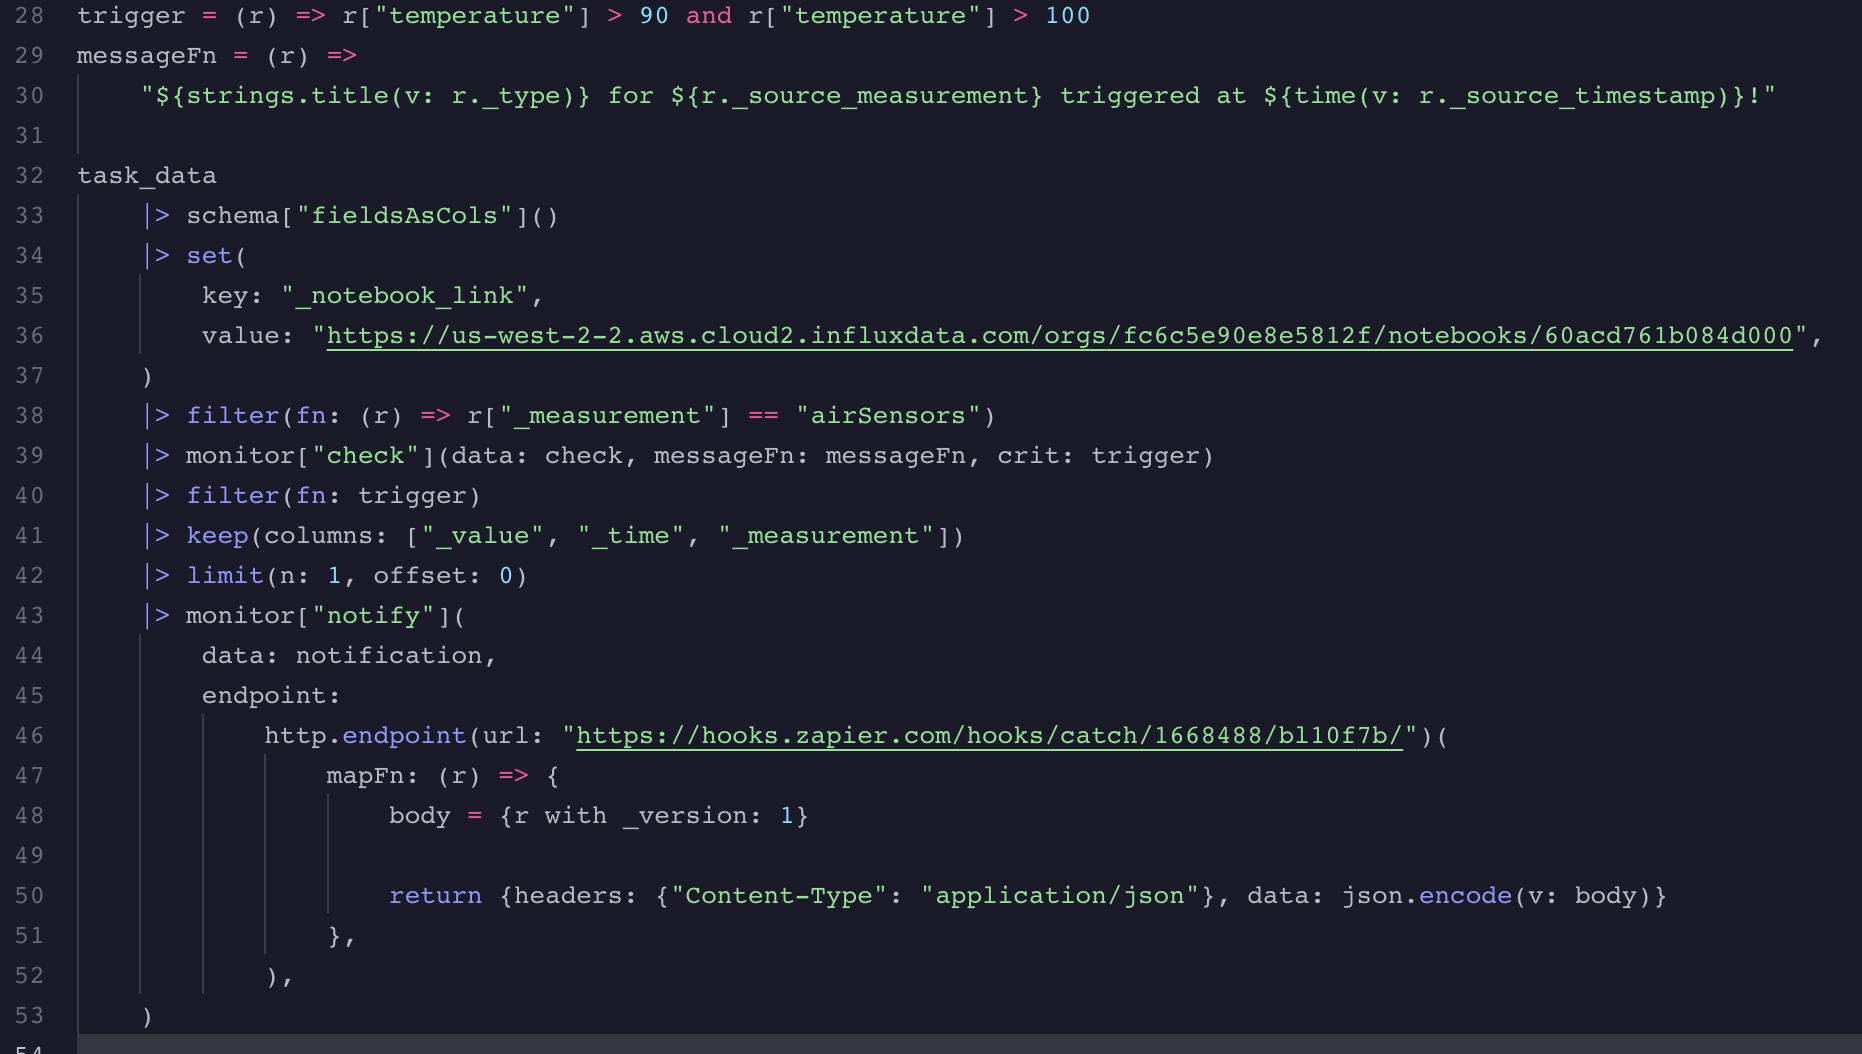 28 trigger = (r) => r["temperature"] > 90 and r["temperature"] > 100
29 messageFn = (r) =>
30 "${strings.title(v: r._type)} for ${r._source_measurement} triggered at ${time(v: r._source_timestamp)}!"
31
32 task_data
33 |> schema["fieldsAsCols"]()
34 |> set(
35 key: "_notebook_link",
36 value: "https://us-west-2-2.aws.cloud2.influxdata.com/orgs/fc6c5e90e8e5812f/notebooks/60acd761b084d000",
37 )
38 |> filter(fn: (r) => r["_measurement"] == "airSensors")
39 |> monitor["check"](data: check, messageFn: messageFn, crit: trigger)
40 |> filter(fn: trigger)
41 |> keep(columns: ["_value", "_time", "_measurement"])
42 |> limit(n: 1, offset: 0)
43 |> monitor["notify"](
44 data: notification,
45 endpoint:
46 http.endpoint(url: "https://hooks.zapier.com/hooks/catch/1668488/bl10f7b/")(
47 mapFn: (r) => {
48 body = {r with _version: 1}
49
50 return {headers: {"Content-Type": "application/json"}, data: json.encode(v: body)}
51 },
52 ),
53 )
54